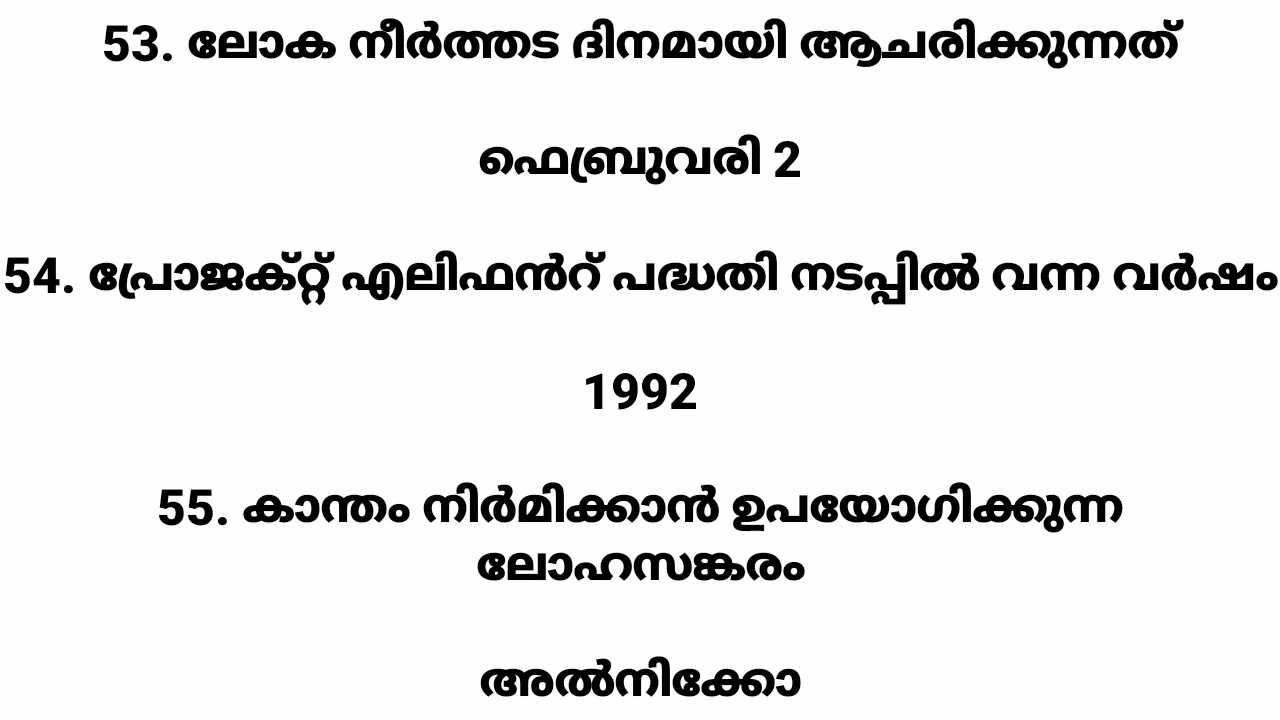 53. ലോക നീർത്തട ദിനമായി ആചരിക്കുന്നത്
ഫെബ്രുവരി 2
54. പ്രോജക്റ്റ് എലിഫൻറ് പദ്ധതി നടപ്പിൽ വന്ന വർഷം
1992
55. കാന്തം നിർമിക്കാൻ ഉപയോഗിക്കുന്ന
ലോഹസങ്കരം
അൽനിക്കോ